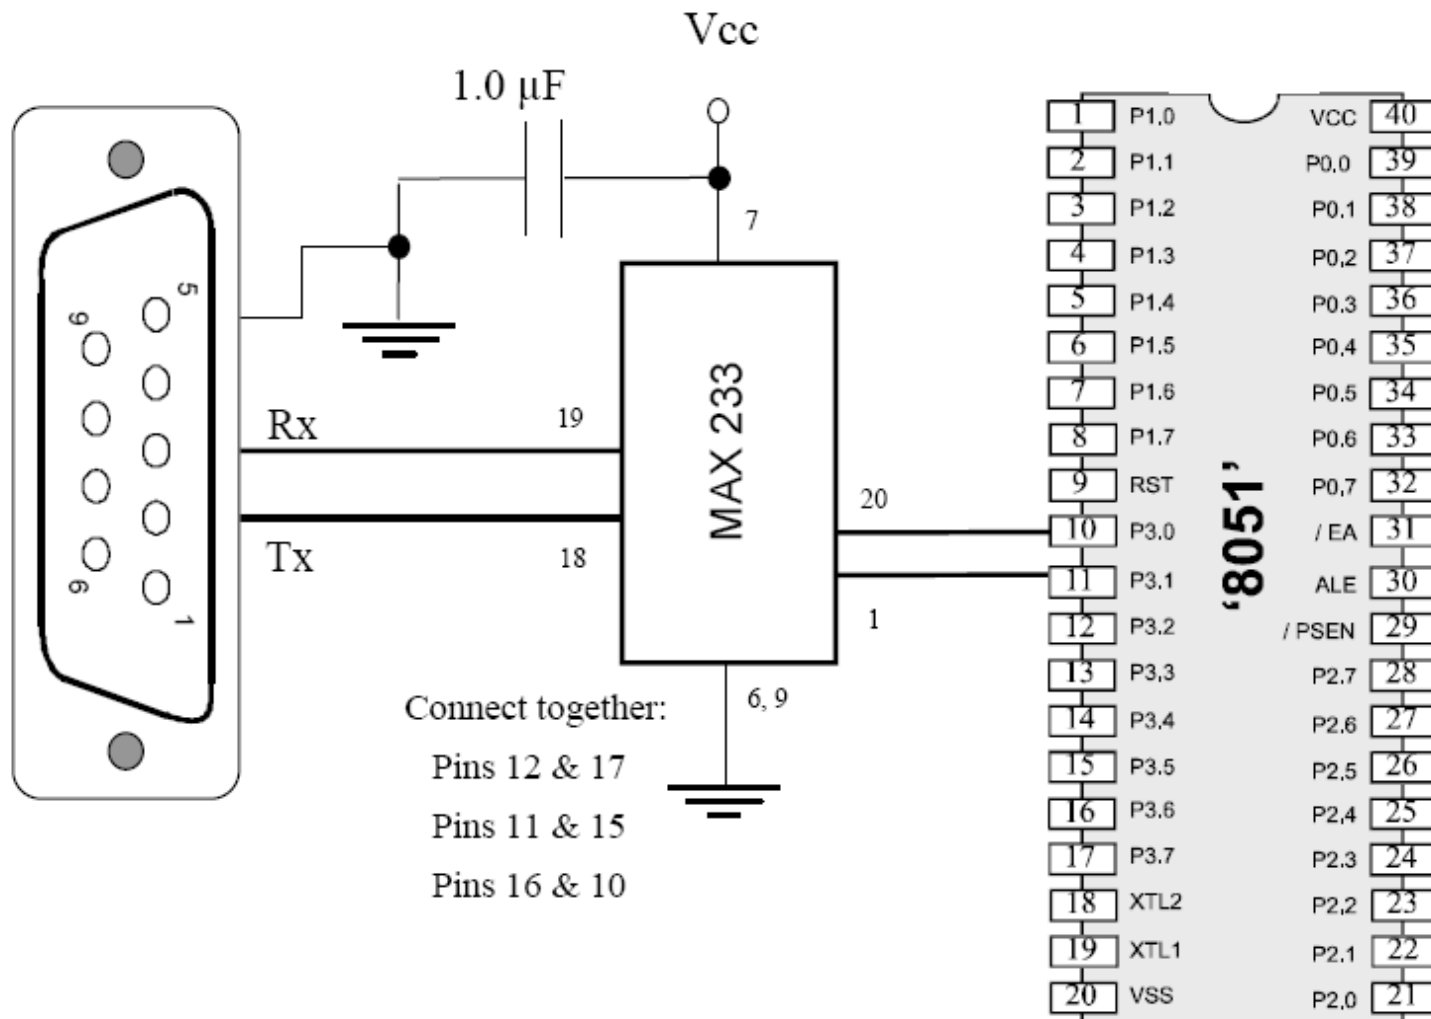 Vcc
1.0 µF
7
5
9
6
1
Rx
19
Tx
18
MAX 233
20
1
6, 9
Connect together:
Pins 12 & 17
Pins 11 & 15
Pins 16 & 10
'8051'
1 P1.0 VCC 40
2 P1.1 P0.0 39
3 P1.2 P0.1 38
4 P1.3 P0.2 37
5 P1.4 P0.3 36
6 P1.5 P0.4 35
7 P1.6 P0.5 34
8 P1.7 P0.6 33
9 RST P0.7 32
10 P3.0 / EA 31
11 P3.1 ALE 30
12 P3.2 / PSEN 29
13 P3.3 P2.7 28
14 P3.4 P2.6 27
15 P3.5 P2.5 26
16 P3.6 P2.4 25
17 P3.7 P2.3 24
18 XTL2 P2.2 23
19 XTL1 P2.1 22
20 VSS P2.0 21